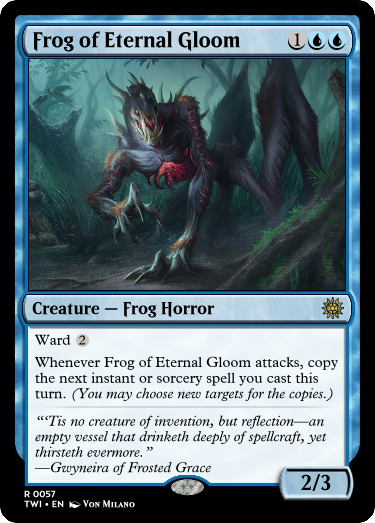 Frog of Eternal Gloom 1
Creature — Frog Horror
Ward 2
Whenever Frog of Eternal Gloom attacks, copy
the next instant or sorcery spell you cast this
turn. (You may choose new targets for the copies.)
“‘Tis no creature of invention, but reflection—an
empty vessel that drinketh deeply of spellcraft, yet
thirsteth evermore.”
—Gwyneira of Frosted Grace
2/3
R 0057
TWI • EN Von Milano